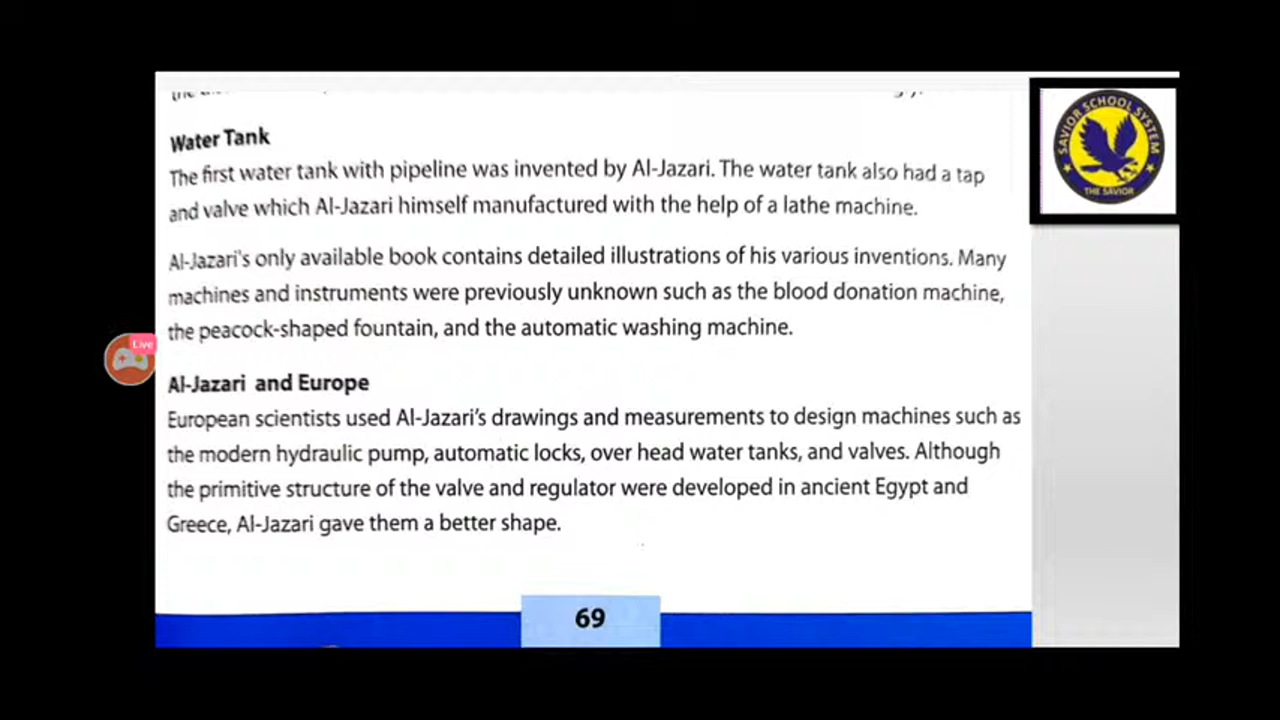 Water Tank
The first water tank with pipeline was invented by Al-Jazari. The water tank also had a tap
and valve which Al-Jazari himself manufactured with the help of a lathe machine.
Al-Jazari's only available book contains detailed illustrations of his various inventions. Many
machines and instruments were previously unknown such as the blood donation machine,
the peacock-shaped fountain, and the automatic washing machine.
Al-Jazari and Europe
European scientists used Al-Jazari's drawings and measurements to design machines such as
the modern hydraulic pump, automatic locks, over head water tanks, and valves. Although
the primitive structure of the valve and regulator were developed in ancient Egypt and
Greece, Al-Jazari gave them a better shape.
69
SAVIOR SCHOOL SYSTEM
THE SAVIOR
Live